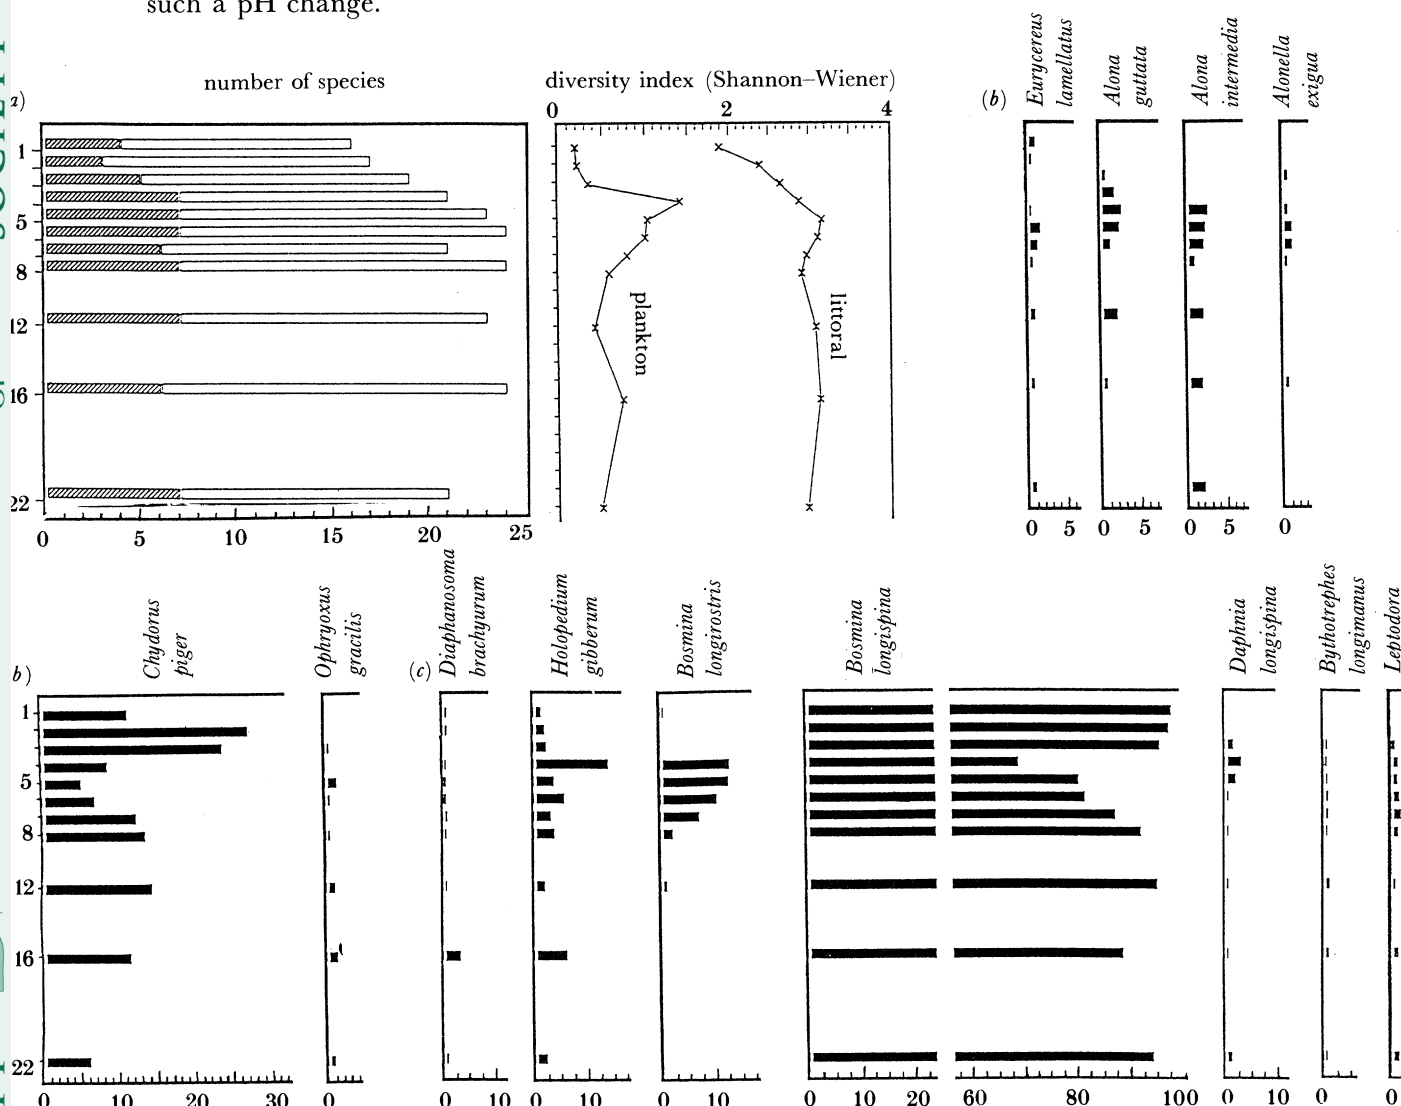 such a pH change.
number of species
diversity index (Shannon–Wiener)
0 2 4
1
5
8
12
16
22
0 5 10 15 20 25
plankton
littoral
(b)
Eurycereus
lamellatus
Alona
guttata
Alona
intermedia
Alonella
exigua
0 5 0 5 0 5 0
b)
Chydorus
piger
Ophryoxus
gracilis
(c)
Diaphanosoma
brachyurum
Holopedium
gibberum
Bosmina
longirostris
Bosmina
longispina
Daphnia
longispina
Bythotrephes
longimanus
Leptodora
1
5
8
12
16
22
0 10 20 30 0 0 10 0 10 0 10 0 10 20 60 80 100 0 10 0 0